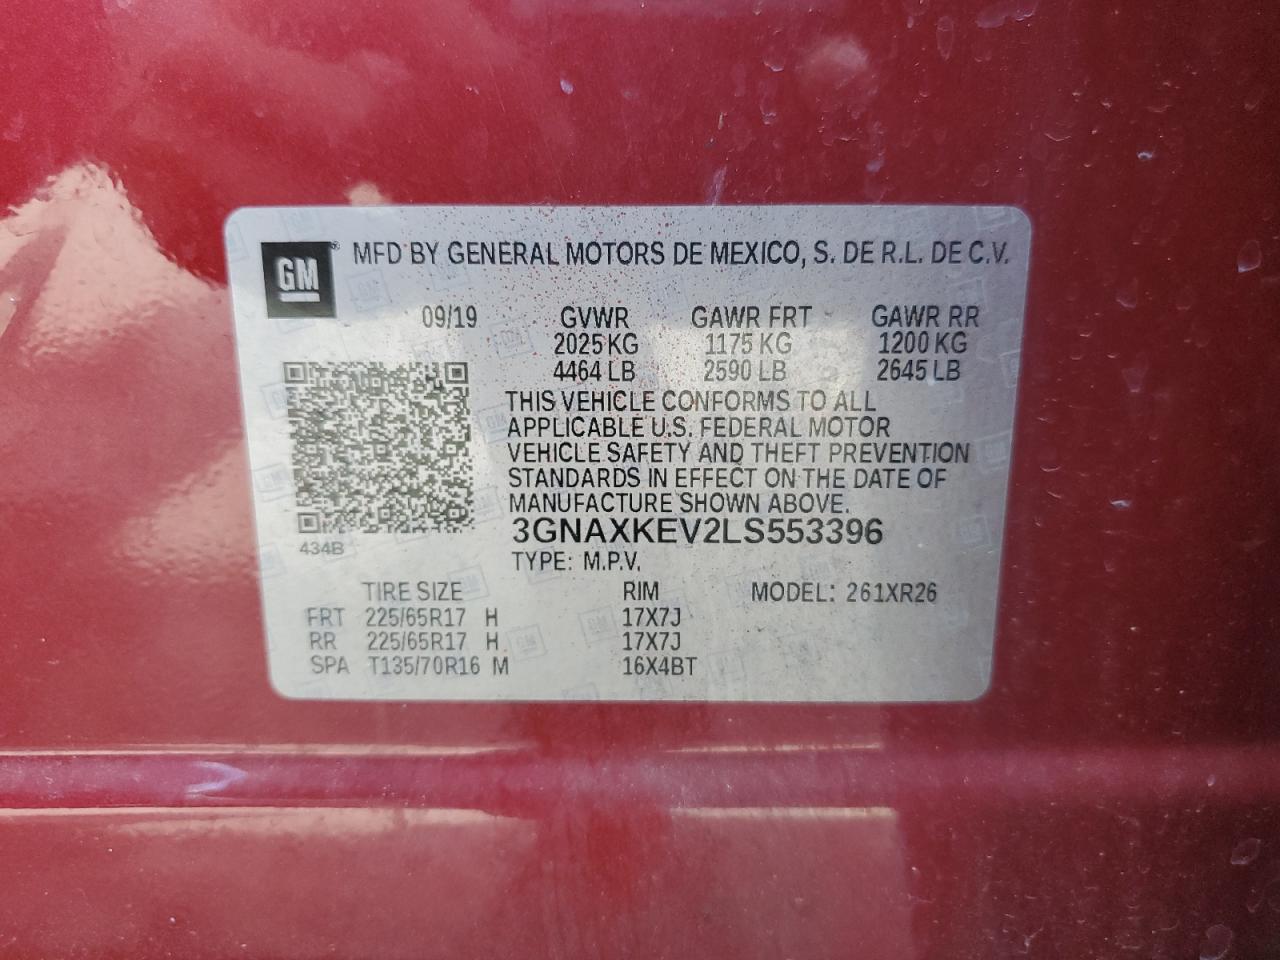 GM ® MFD BY GENERAL MOTORS DE MEXICO, S. DE R.L. DE C.V.
09/19 GVWR GAWR FRT GAWR RR
2025 KG 1175 KG 1200 KG
4464 LB 2590 LB 2645 LB
THIS VEHICLE CONFORMS TO ALL
APPLICABLE U.S. FEDERAL MOTOR
VEHICLE SAFETY AND THEFT PREVENTION
STANDARDS IN EFFECT ON THE DATE OF
MANUFACTURE SHOWN ABOVE.
3GNAXKEV2LS553396
434B
TYPE: M.P.V.
TIRE SIZE RIM MODEL: 261XR26
FRT 225/65R17 H 17X7J
RR 225/65R17 H 17X7J
SPA T135/70R16 M 16X4BT